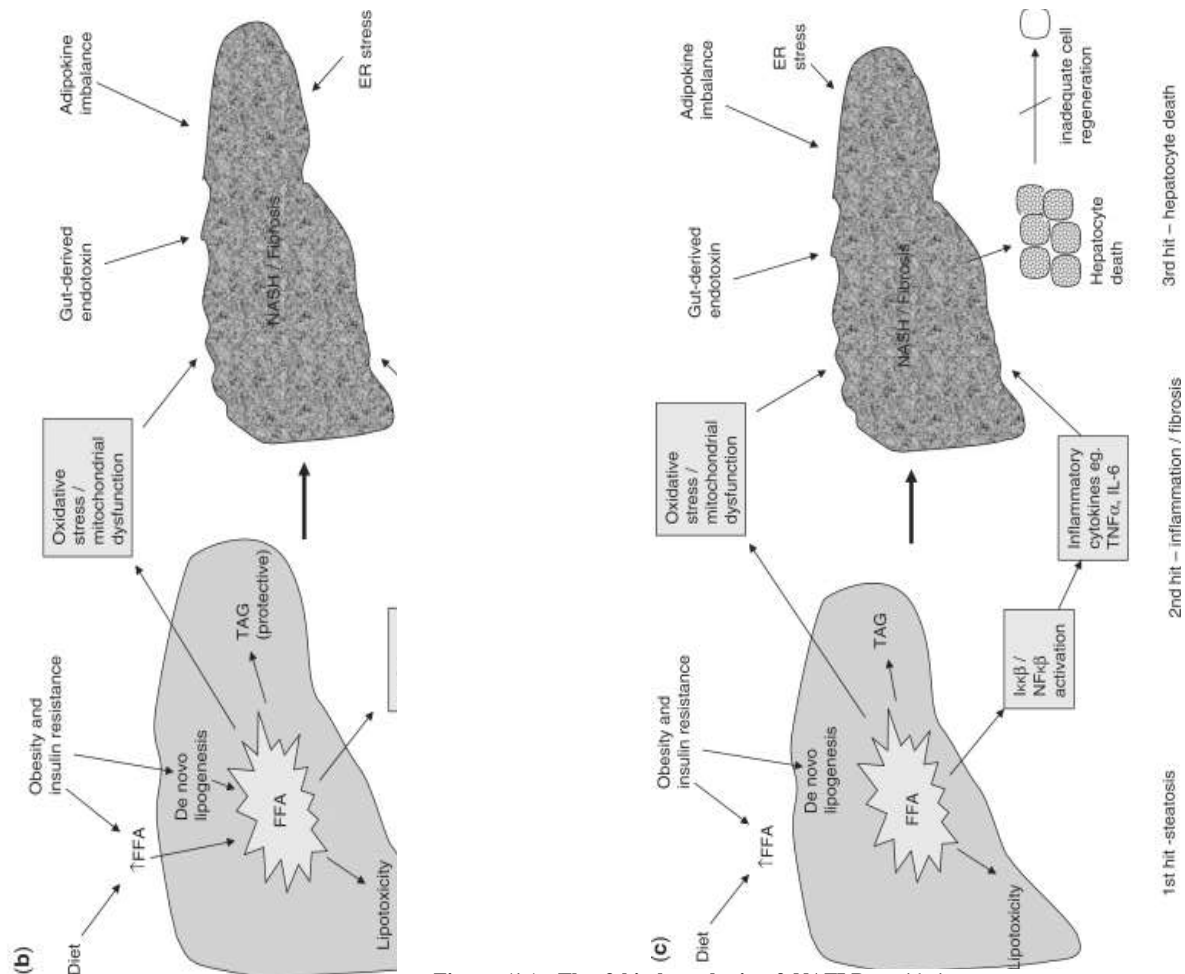 (b)
Diet
↑FFA
Obesity and
insulin resistance
De novo
lipogenesis
FFA
TAG
(protective)
Lipotoxicity
Oxidative
stress /
mitochondrial
dysfunction
Gut-derived
endotoxin
Adipokine
imbalance
ER stress
NASH / Fibrosis
(c)
Diet
↑FFA
Obesity and
insulin resistance
De novo
lipogenesis
FFA
TAG
Lipotoxicity
Oxidative
stress /
mitochondrial
dysfunction
Gut-derived
endotoxin
Adipokine
imbalance
ER
stress
NASH / Fibrosis
Iκκβ /
NFκβ
activation
Inflammatory
cytokines eg.
TNFα, IL-6
Hepatocyte
death
inadequate cell
regeneration
1st hit -steatosis
2nd hit – inflammation / fibrosis
3rd hit – hepatocyte death